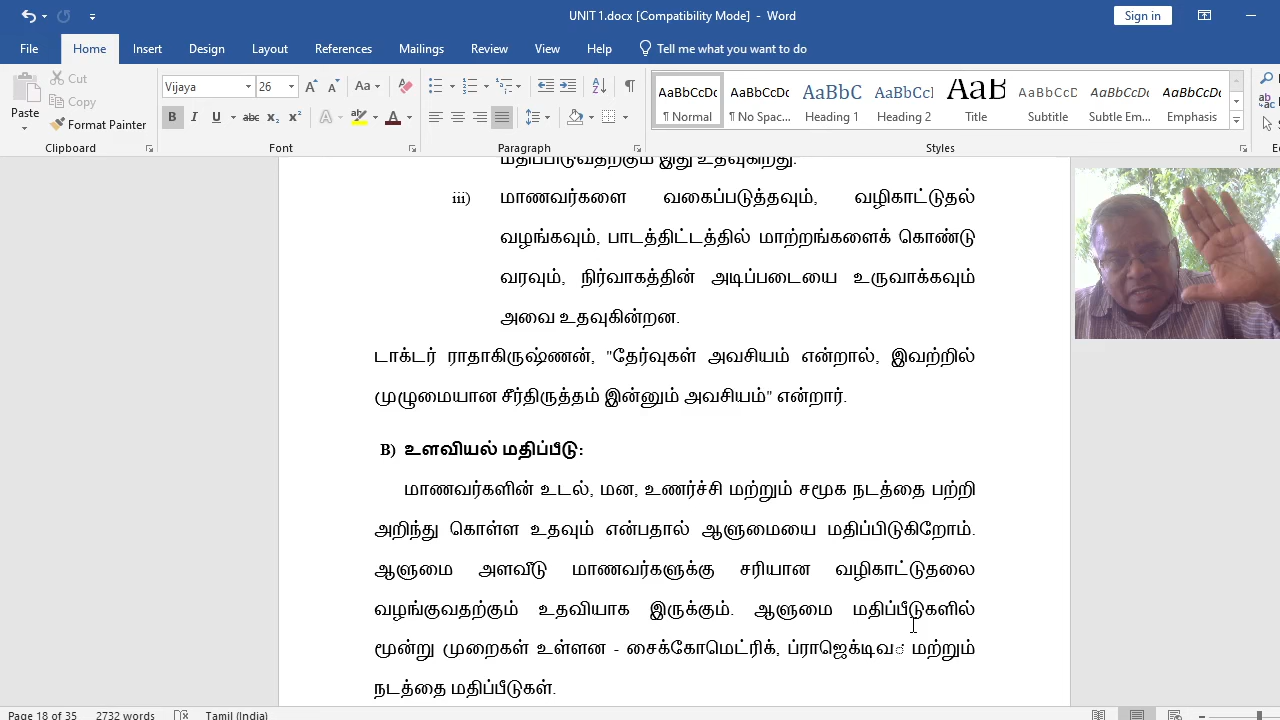 UNIT 1.docx [Compatibility Mode] - Word
Sign in
File Home Insert Design Layout References Mailings Review View Help Tell me what you want to do
Paste
Cut
Copy
Format Painter
Vijaya 26
AaBbCcDc AaBbCcDc AaBbC AaBbCcI AaB AaBbCcD AaBbCcDc AaBbCcDc
¶ Normal ¶ No Spac... Heading 1 Heading 2 Title Subtitle Subtle Em... Emphasis
Clipboard Font Paragraph Styles
மதிப்பிடுவதற்கும் இது உதவுகிறது.
iii) மாணவர்களை வகைப்படுத்தவும், வழிகாட்டுதல்
வழங்கவும், பாடத்திட்டத்தில் மாற்றங்களைக் கொண்டு
வரவும், நிர்வாகத்தின் அடிப்படையை உருவாக்கவும்
அவை உதவுகின்றன.
டாக்டர் ராதாகிருஷ்ணன், "தேர்வுகள் அவசியம் என்றால், இவற்றில்
முழுமையான சீர்திருத்தம் இன்னும் அவசியம்" என்றார்.
B) உளவியல் மதிப்பீடு:
மாணவர்களின் உடல், மன, உணர்ச்சி மற்றும் சமூக நடத்தை பற்றி
அறிந்து கொள்ள உதவும் என்பதால் ஆளுமையை மதிப்பிடுகிறோம்.
ஆளுமை அளவீடு மாணவர்களுக்கு சரியான வழிகாட்டுதலை
வழங்குவதற்கும் உதவியாக இருக்கும். ஆளுமை மதிப்பீடுகளில்
மூன்று முறைகள் உள்ளன - சைக்கோமெட்ரிக், ப்ராஜெக்டிவ் மற்றும்
நடத்தை மதிப்பீடுகள்.
Page 18 of 35 2732 words Tamil (India)